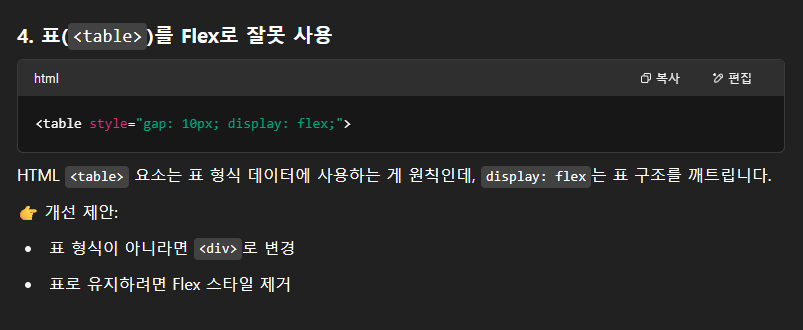 4. 표(<table>)를 Flex로 잘못 사용
html 복사 편집
<table style="gap: 10px; display: flex;">
HTML <table> 요소는 표 형식 데이터에 사용하는 게 원칙인데, display: flex는 표 구조를 깨트립니다.
👉 개선 제안:
• 표 형식이 아니라면 <div>로 변경
• 표로 유지하려면 Flex 스타일 제거